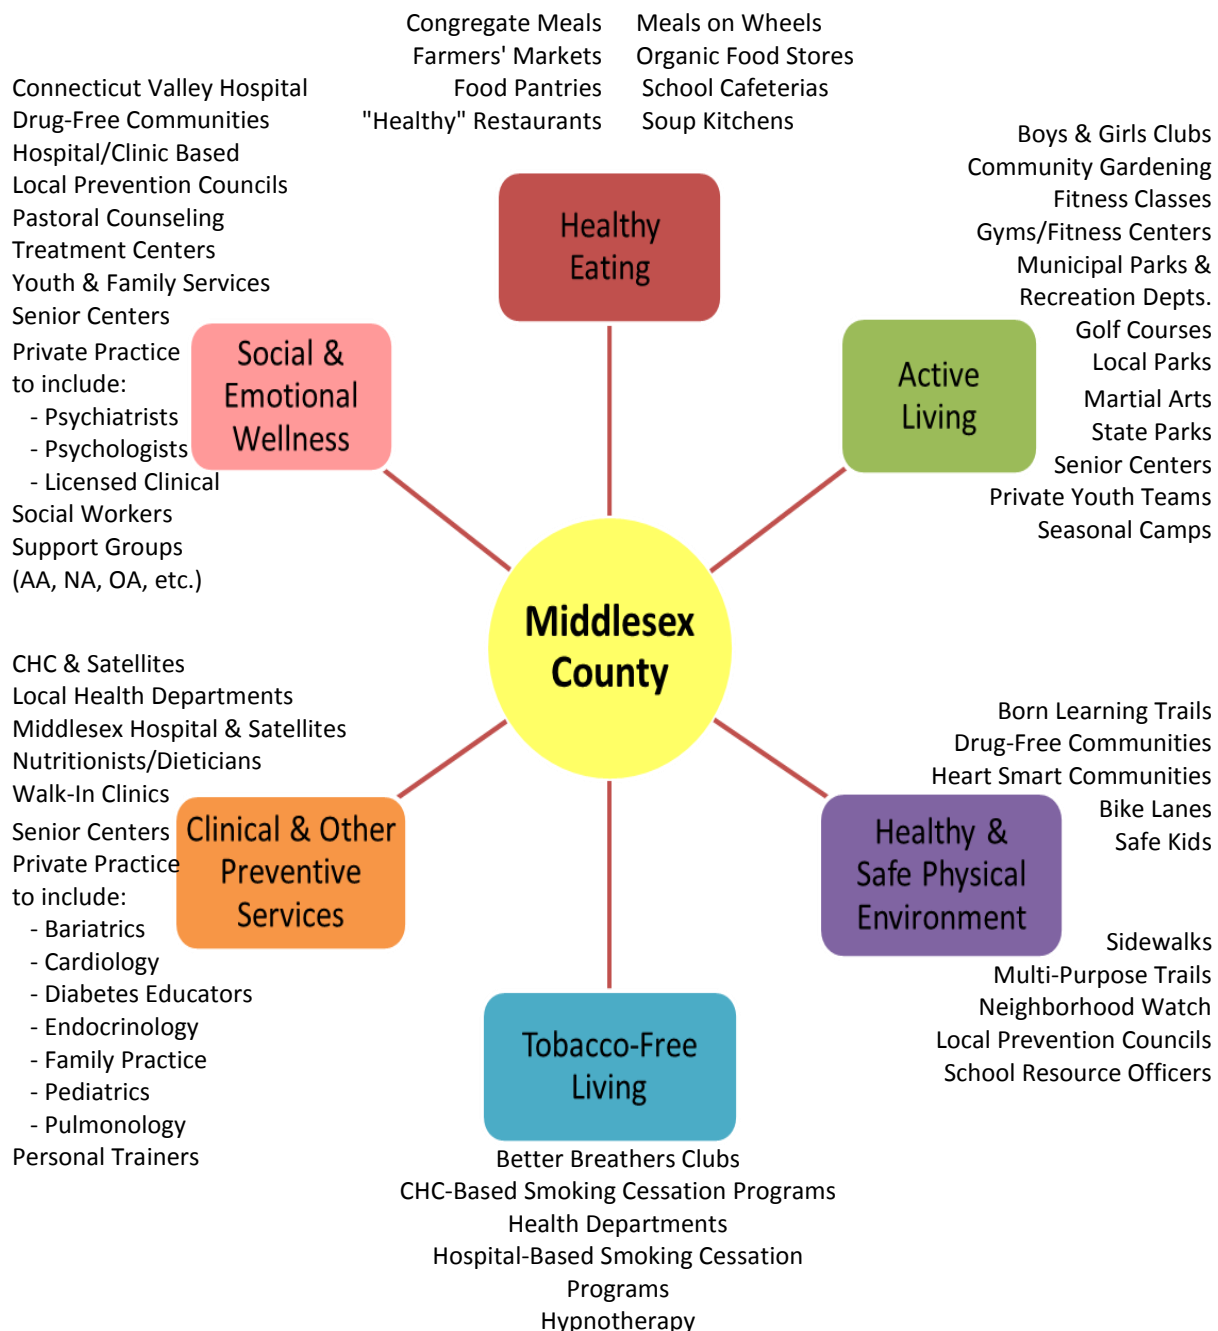 Congregate Meals
Farmers' Markets
Food Pantries
"Healthy" Restaurants
Meals on Wheels
Organic Food Stores
School Cafeterias
Soup Kitchens
Healthy
Eating
Connecticut Valley Hospital
Drug-Free Communities
Hospital/Clinic Based
Local Prevention Councils
Pastoral Counseling
Treatment Centers
Youth & Family Services
Senior Centers
Private Practice
to include:
- Psychiatrists
- Psychologists
- Licensed Clinical
Social Workers
Support Groups
(AA, NA, OA, etc.)
Social &
Emotional
Wellness
Boys & Girls Clubs
Community Gardening
Fitness Classes
Gyms/Fitness Centers
Municipal Parks &
Recreation Depts.
Golf Courses
Local Parks
Martial Arts
State Parks
Senior Centers
Private Youth Teams
Seasonal Camps
Active
Living
Middlesex
County
CHC & Satellites
Local Health Departments
Middlesex Hospital & Satellites
Nutritionists/Dieticians
Walk-In Clinics
Senior Centers
Private Practice
to include:
- Bariatrics
- Cardiology
- Diabetes Educators
- Endocrinology
- Family Practice
- Pediatrics
- Pulmonology
Personal Trainers
Clinical & Other
Preventive
Services
Born Learning Trails
Drug-Free Communities
Heart Smart Communities
Bike Lanes
Safe Kids
Healthy &
Safe Physical
Environment
Sidewalks
Multi-Purpose Trails
Neighborhood Watch
Local Prevention Councils
School Resource Officers
Tobacco-Free
Living
Better Breathers Clubs
CHC-Based Smoking Cessation Programs
Health Departments
Hospital-Based Smoking Cessation
Programs
Hypnotherapy